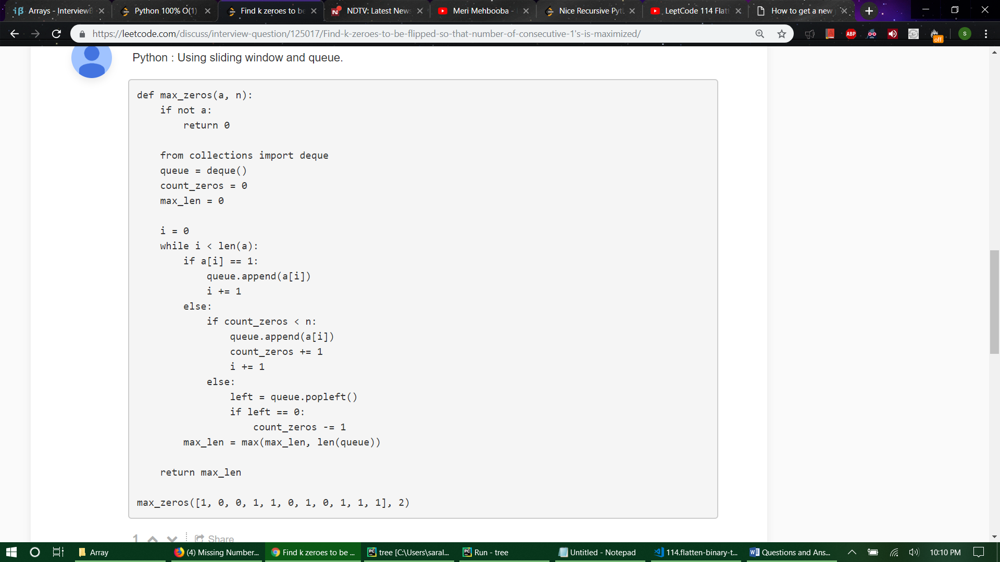 Arrays - InterviewB
Python 100% O(1)
Find k zeroes to be
NDTV: Latest News
Meri Mehbooba -
Nice Recursive Pyt
LeetCode 114 Flatt
How to get a new
https://leetcode.com/discuss/interview-question/125017/Find-k-zeroes-to-be-flipped-so-that-number-of-consecutive-1's-is-maximized/
ABP
off
S
Python : Using sliding window and queue.
def max_zeros(a, n):
    if not a:
        return 0
    from collections import deque
    queue = deque()
    count_zeros = 0
    max_len = 0
    i = 0
    while i < len(a):
        if a[i] == 1:
            queue.append(a[i])
            i += 1
        else:
            if count_zeros < n:
                queue.append(a[i])
                count_zeros += 1
                i += 1
            else:
                left = queue.popleft()
                if left == 0:
                    count_zeros -= 1
        max_len = max(max_len, len(queue))
    return max_len
max_zeros([1, 0, 0, 1, 1, 0, 1, 0, 1, 1, 1], 2)
1 Share
Array
(4) Missing Number...
Find k zeroes to be ...
tree [C:\Users\saral...
Run - tree
Untitled - Notepad
114.flatten-binary-t...
Questions and Ans...
10:10 PM